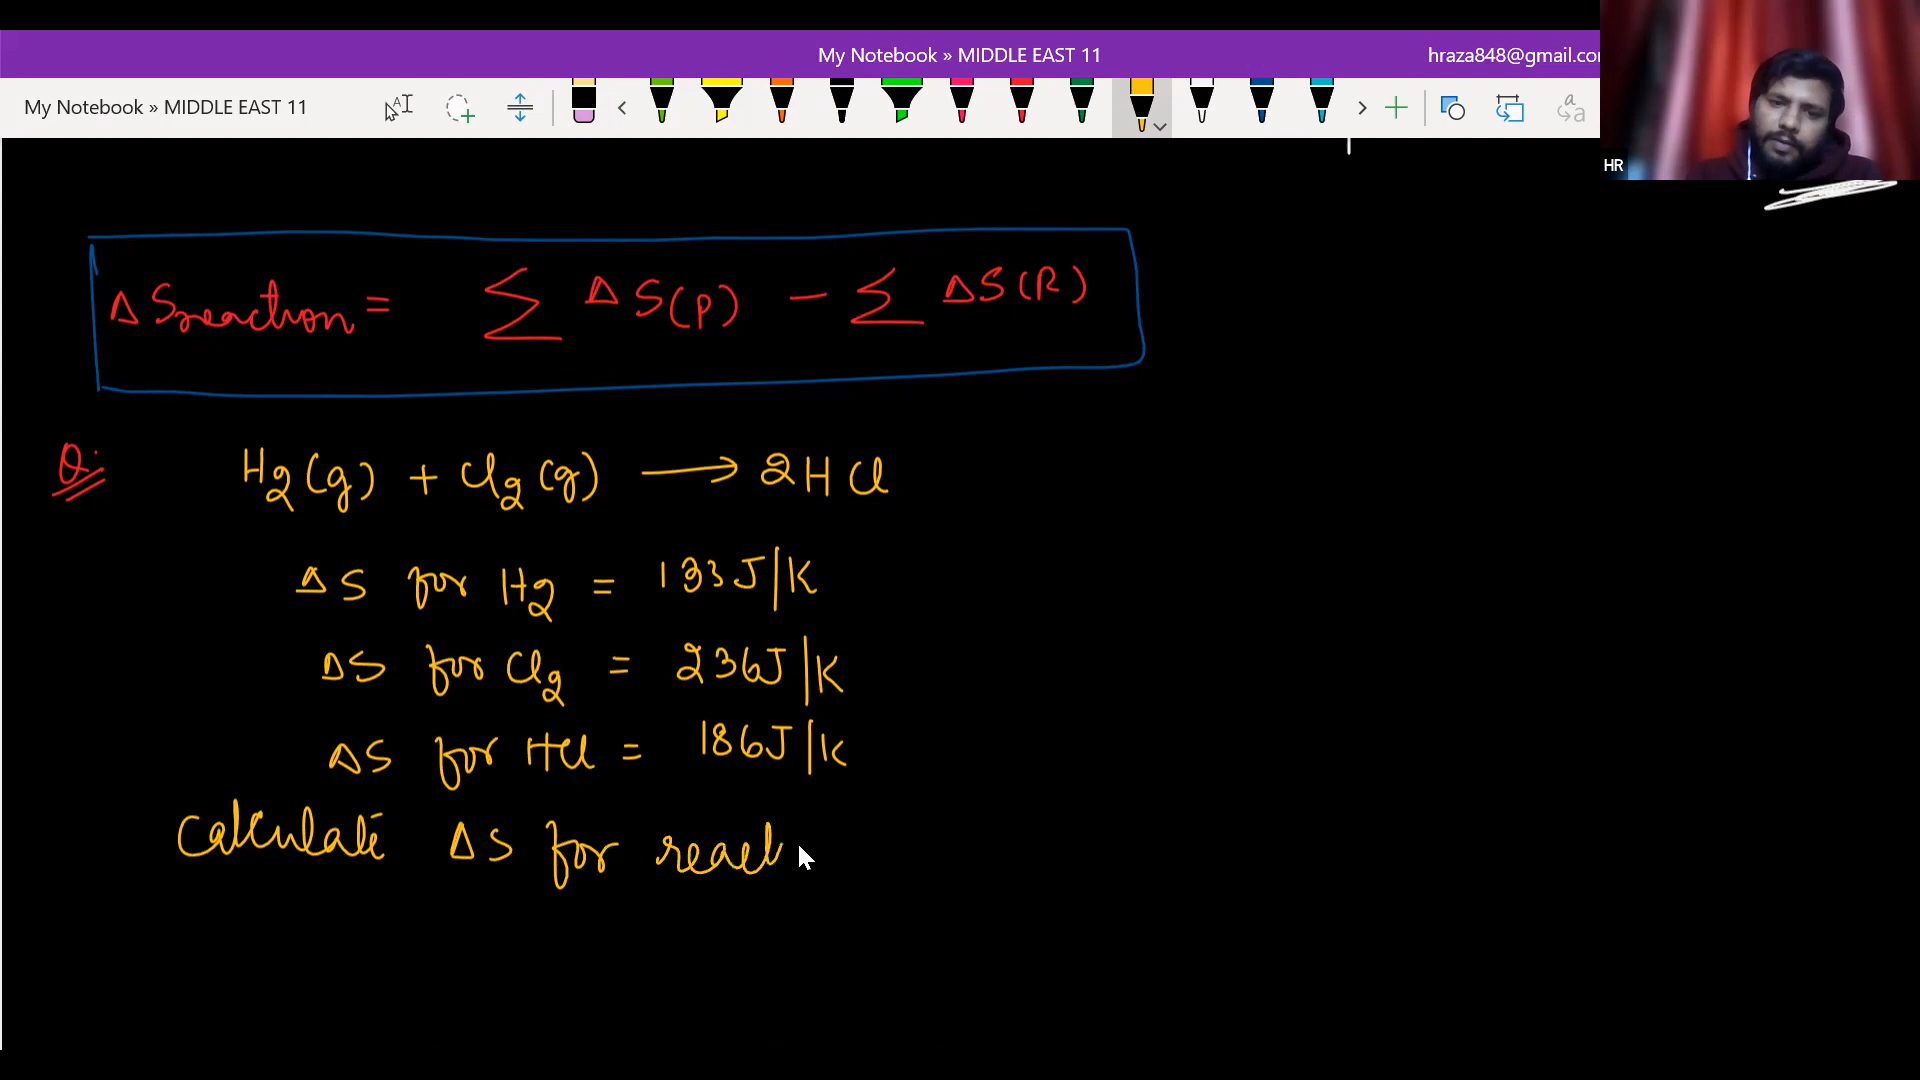 My Notebook » MIDDLE EAST 11
hraza848@gmail.co
My Notebook » MIDDLE EAST 11
HR
ΔSreaction = ∑ ΔS(P) - ∑ ΔS(R)
Q.
H2(g) + Cl2(g) → 2HCl
ΔS for H2 = 133J/K
ΔS for Cl2 = 236J/K
ΔS for HCl = 186J/K
Calculate ΔS for react